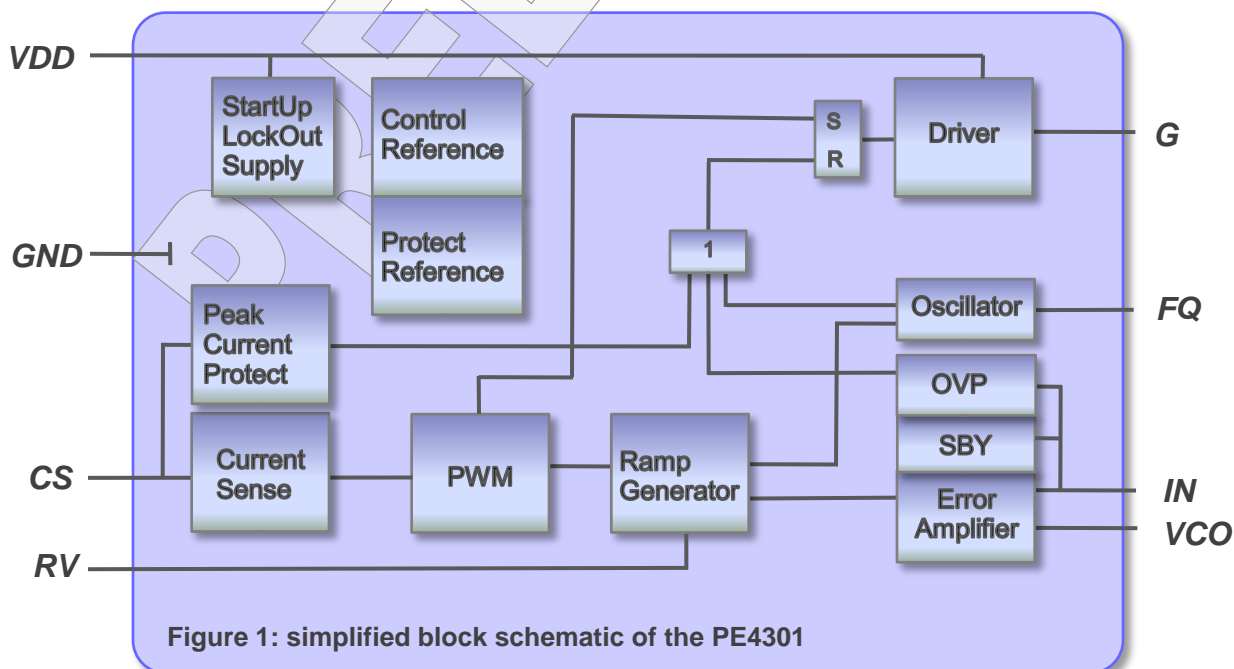 VDD
StartUp
LockOut
Supply
Control
Reference
S
R
Driver
G
GND
Protect
Reference
1
Peak
Current
Protect
Oscillator
FQ
OVP
SBY
CS
Current
Sense
PWM
Ramp
Generator
Error
Amplifier
IN
VCO
RV
Figure 1: simplified block schematic of the PE4301